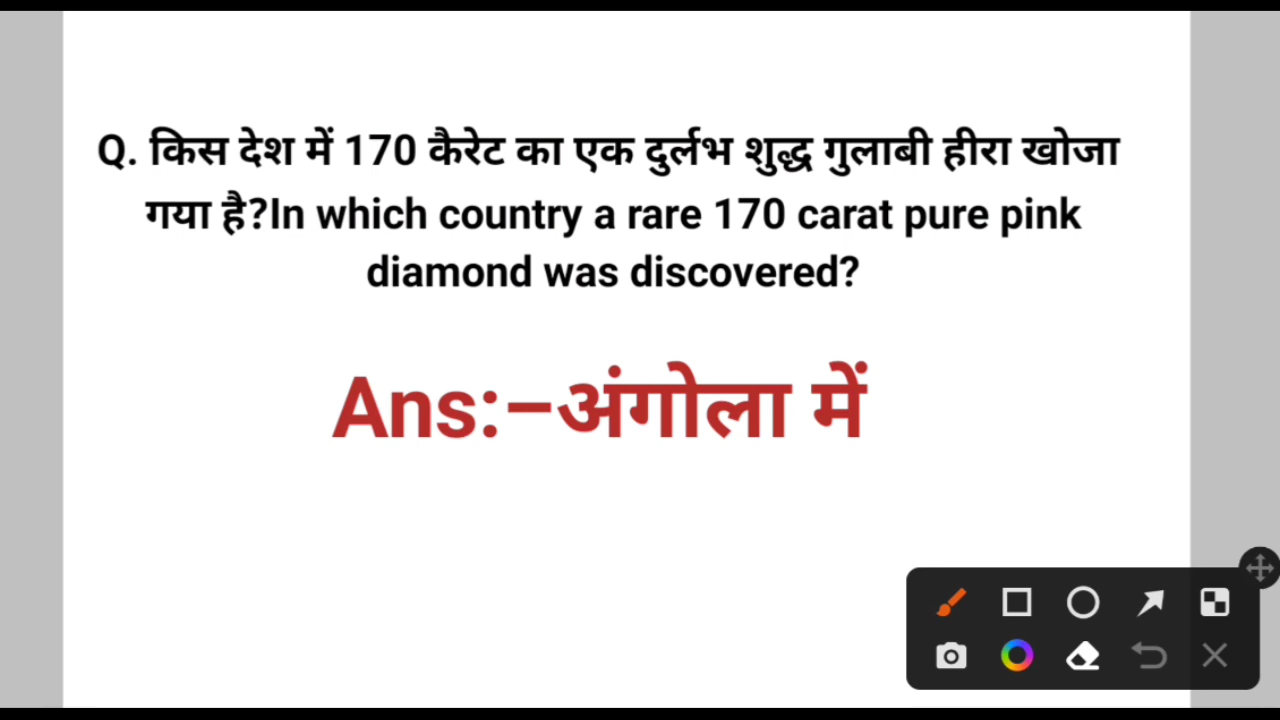 Q. किस देश में 170 कैरेट का एक दुर्लभ शुद्ध गुलाबी हीरा खोजा
गया है?In which country a rare 170 carat pure pink
diamond was discovered?
Ans:–अंगोला में